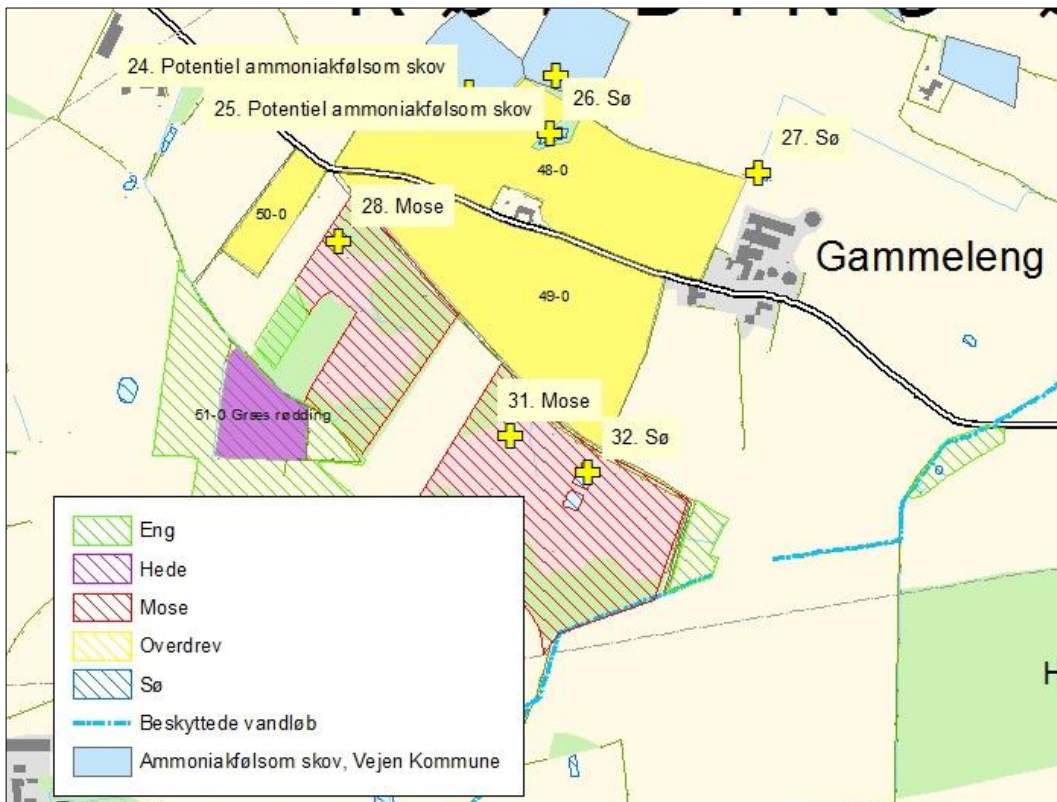 24. Potentiel ammoniakfølsom skov
25. Potentiel ammoniakfølsom skov
26. Sø
27. Sø
48-0
50-0
28. Mose
Gammeleng
49-0
31. Mose
51-0 Græs rødding
32. Sø
Eng
Hede
Mose
Overdrev
Sø
Beskyttede vandløb
Ammoniakfølsom skov, Vejen Kommune
H